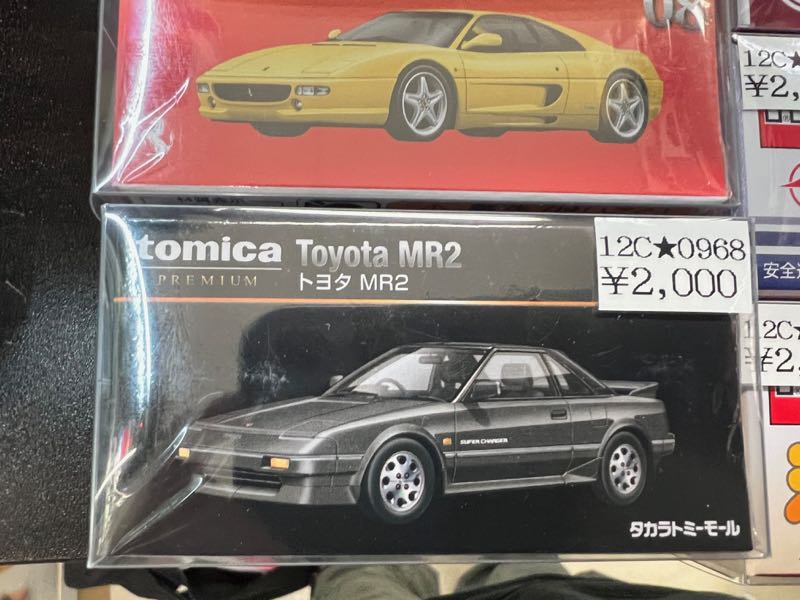 08
12C★
¥2,
tomica
PREMIUM
Toyota MR2
トヨタ MR2
12C★0968
¥2,000
SUPER CHARGER
タカラトミーモール
安全
12C★
¥2,